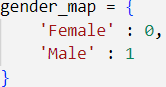 gender_map = {
    'Female' : 0,
    'Male' : 1
}